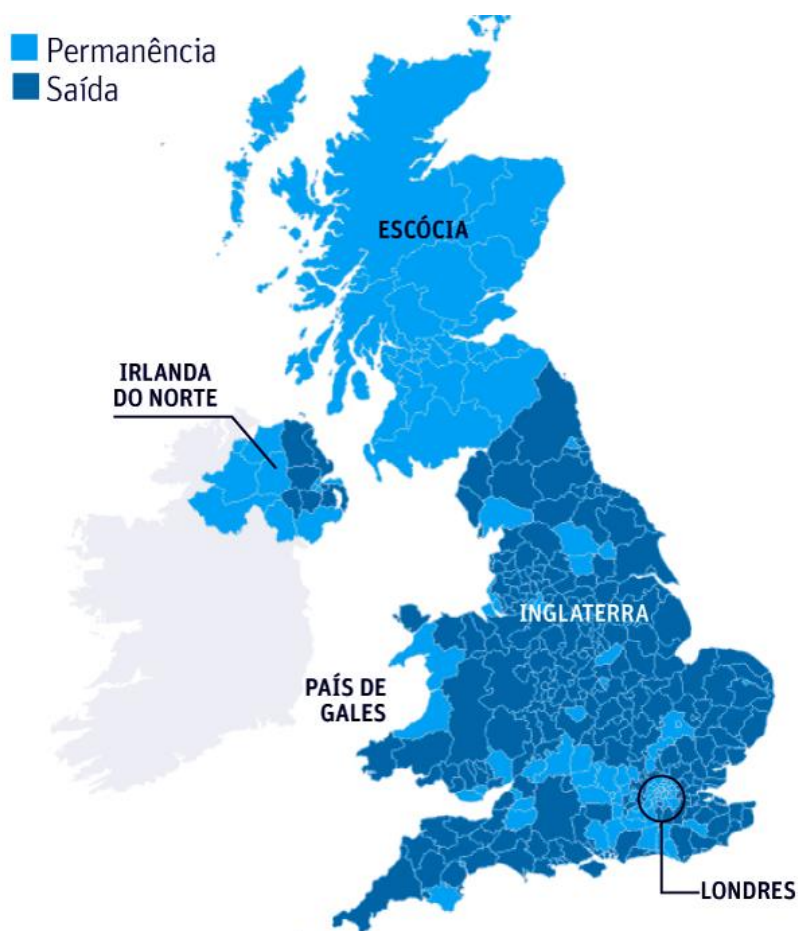 Permanência
Saída
ESCÓCIA
IRLANDA
DO NORTE
INGLATERRA
PAÍS DE
GALES
LONDRES